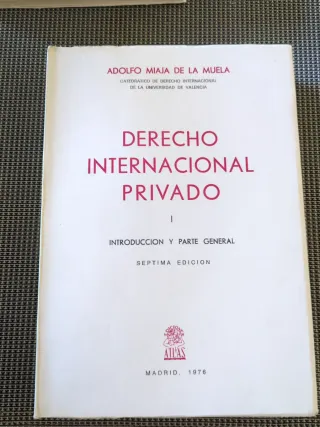 ADOLFO MIAJA DE LA MUELA
CATEDRATICO DE DERECHO INTERNACIONAL
DE LA UNIVERSIDAD DE VALENCIA
DERECHO
INTERNACIONAL
PRIVADO
I
INTRODUCCION Y PARTE GENERAL
SEPTIMA EDICION
ATLAS
MADRID, 1976